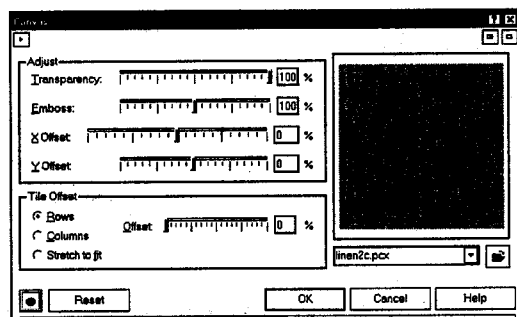 Canvas
Adjust
Transparency: 100 %
Emboss: 100 %
X Offset: 0 %
Y Offset: 0 %
Tile Offset
Rows
Offset: 0 %
Columns
Stretch to fit
linen2c.pcx
Reset OK Cancel Help